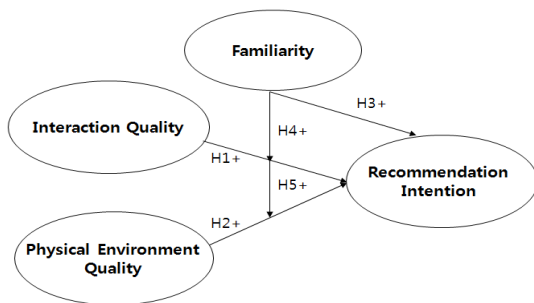 Familiarity
H3+
Interaction Quality
H4+
H1+
Recommendation
Intention
H5+
H2+
Physical Environment
Quality